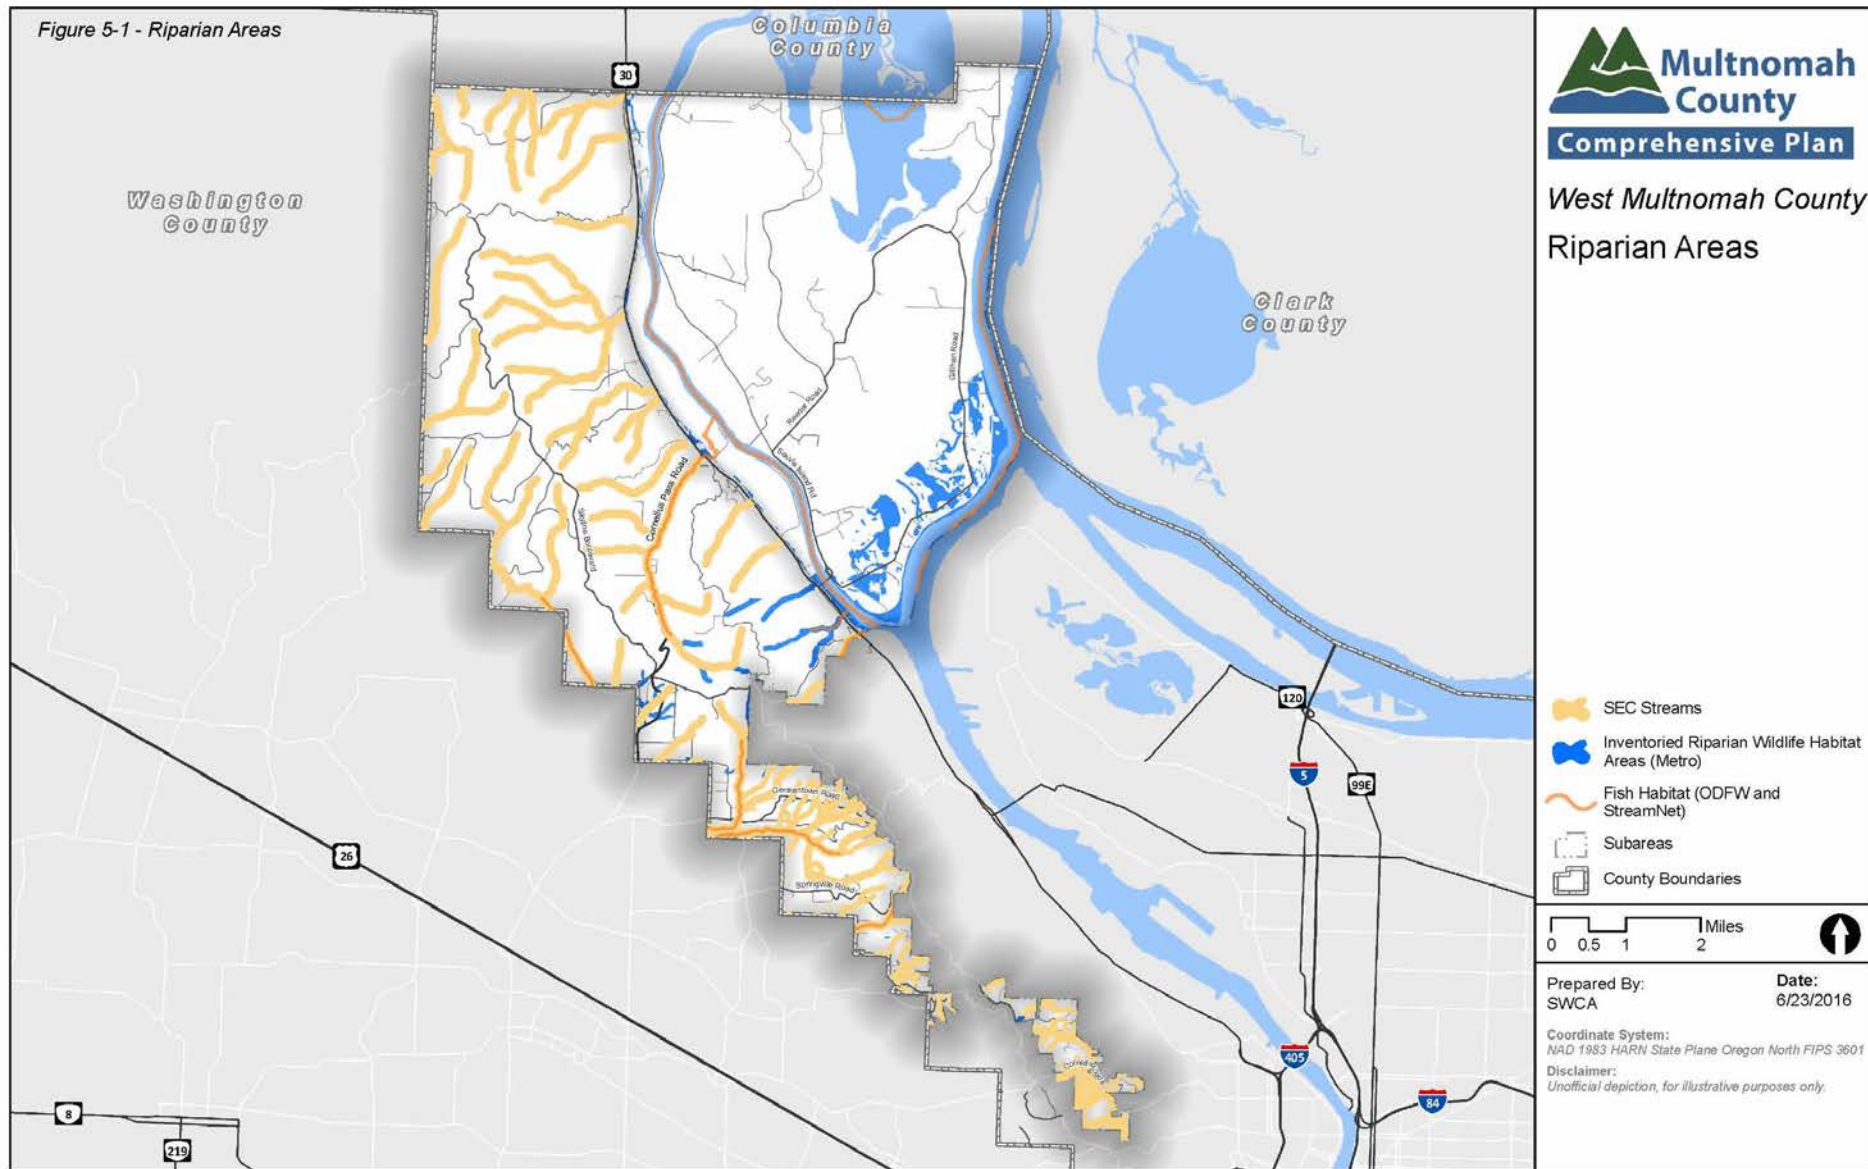 Figure 5-1 - Riparian Areas
Columbia
County
30
Washington
County
Clark
County
Gillihan Road
Reeder Road
Sauvie Island Rd
Cornelius Pass Road
Skyline Boulevard
Germantown Road
Springville Road
Cornell Road
120
5
99E
26
405
84
8
219
Multnomah
County
Comprehensive Plan
West Multnomah County
Riparian Areas
SEC Streams
Inventoried Riparian Wildlife Habitat
Areas (Metro)
Fish Habitat (ODFW and
StreamNet)
Subareas
County Boundaries
Miles
0 0.5 1 2
Prepared By:
SWCA
Date:
6/23/2016
Coordinate System:
NAD 1983 HARN State Plane Oregon North FIPS 3601
Disclaimer:
Unofficial depiction, for illustrative purposes only.